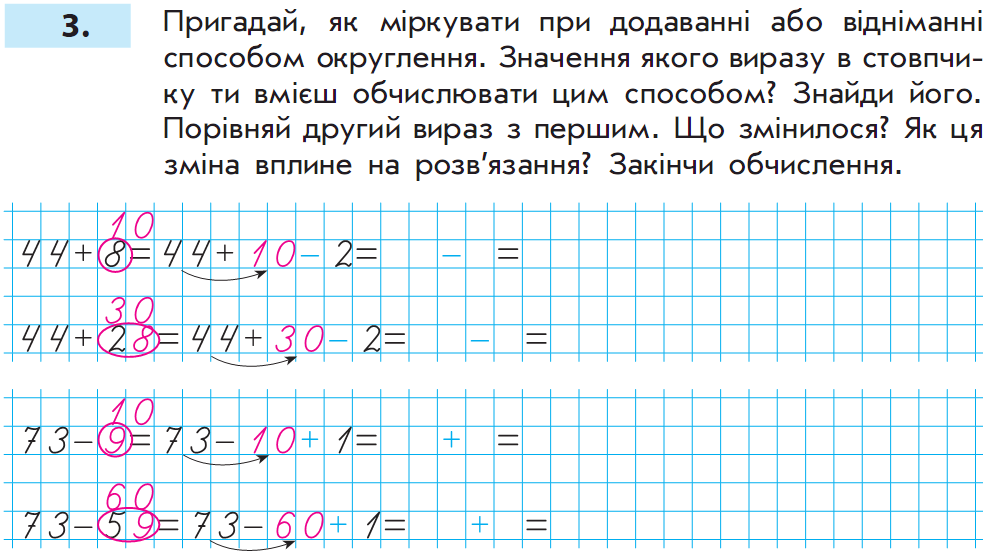 3. Пригадай, як міркувати при додаванні або відніманні
способом округлення. Значення якого виразу в стовпчи-
ку ти вмієш обчислювати цим способом? Знайди його.
Порівняй другий вираз з першим. Що змінилося? Як ця
зміна вплине на розв'язання? Закінчи обчислення.
10
44+8=44+10-2= - =
30
44+28=44+30-2= - =
10
73-9=73-10+1= + =
60
73-59=73-60+1= + =